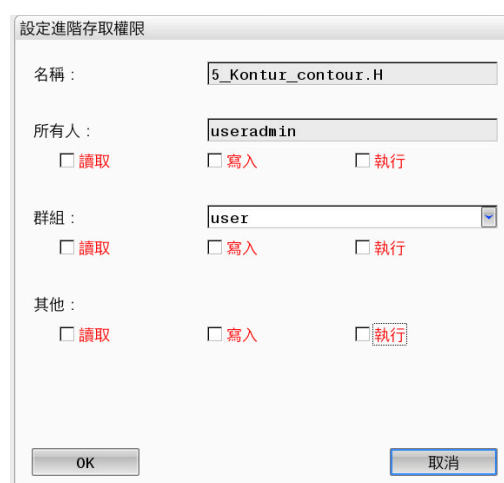 設定進階存取權限
名稱 : 5_Kontur_contour.H
所有人 : useradmin
讀取 寫入 執行
群組 : user
讀取 寫入 執行
其他 :
讀取 寫入 執行
OK 取消